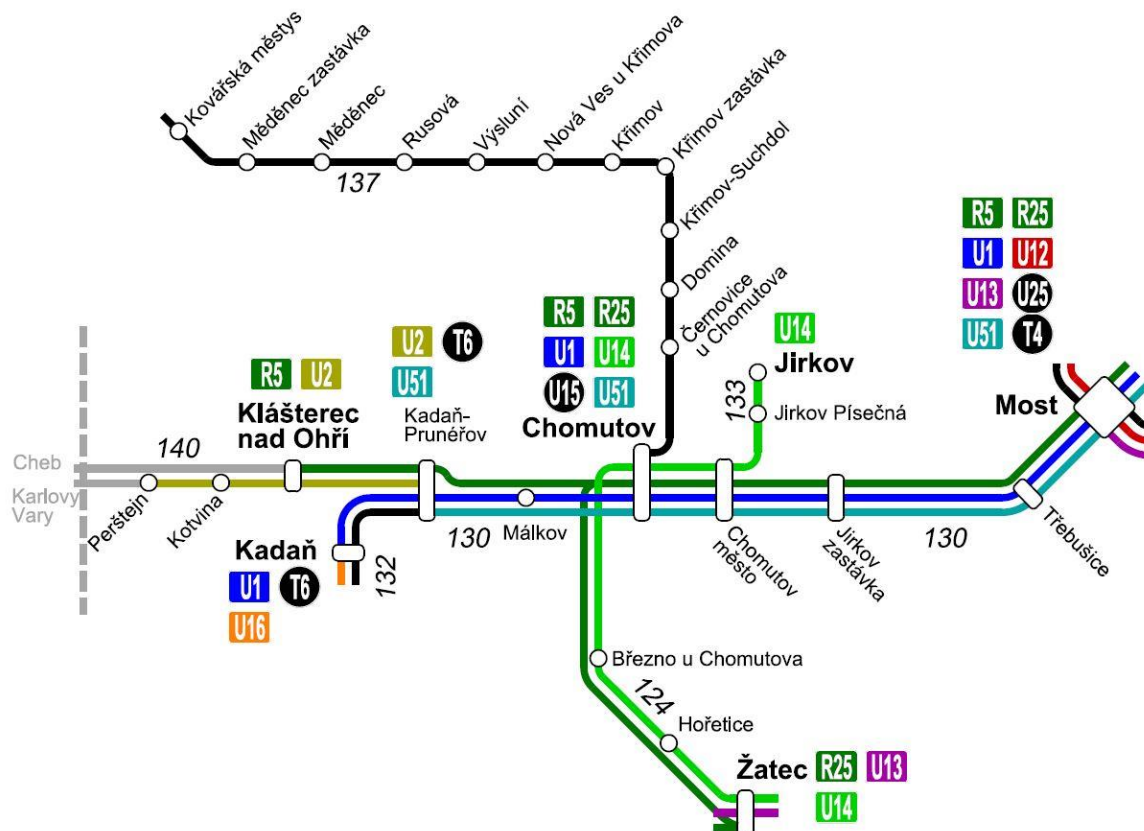 Kovářská městys
Měděnec zastávka
Měděnec
Rusová
Výsluní
Nová Ves u Křimova
Křimov
Křimov zastávka
137
Křimov-Suchdol
Domina
Černovice
u Chomutova
R5 R25
U1 U12
U13 U25
U51 T4
Most
R5 R25
U1 U14
U15 U51
Chomutov
U14
Jirkov
133
Jirkov Písečná
U2 T6
U51
Kadaň-
Prunéřov
R5 U2
Klášterec
nad Ohří
140
Cheb
Karlovy
Vary
Perštejn
Kotvina
Kadaň
U1 T6
U16
132
130
Málkov
Chomutov
město
Jirkov
zastávka
130
Třebušice
Březno u Chomutova
124
Hořetice
Žatec R25 U13
U14